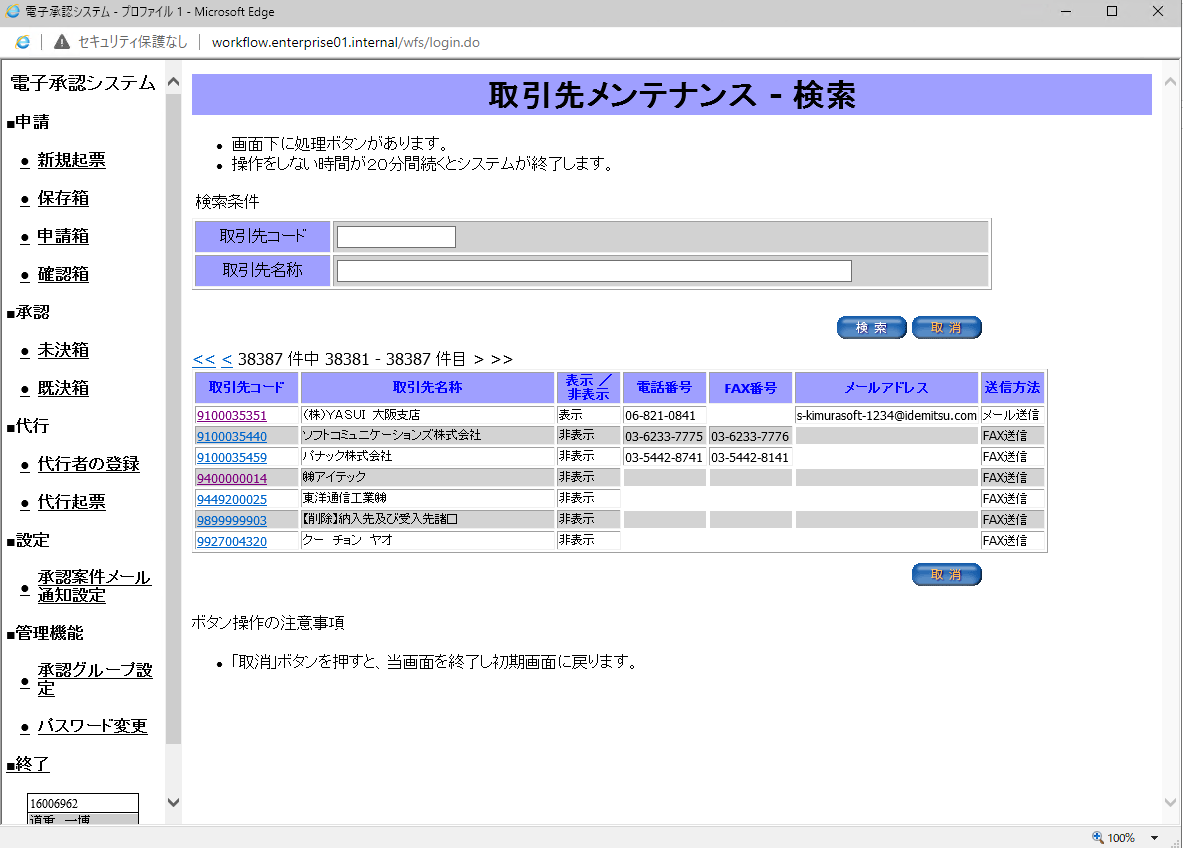 電子承認システム - プロファイル 1 - Microsoft Edge
セキュリティ保護なし workflow.enterprise01.internal/wfs/login.do
電子承認システム
■申請
● 新規起票
● 保存箱
● 申請箱
● 確認箱
■承認
● 未決箱
● 既決箱
■代行
● 代行者の登録
● 代行起票
■設定
● 承認案件メール
通知設定
■管理機能
● 承認グループ設
定
● パスワード変更
■終了
16006962
道重 一博
取引先メンテナンス - 検索
• 画面下に処理ボタンがあります。
• 操作をしない時間が20分間続くとシステムが終了します。
検索条件
取引先コード
取引先名称
検 索 取 消
<< < 38387 件中 38381 - 38387 件目 > >>
取引先コード 取引先名称 表示 ／ 非表示 電話番号 FAX番号 メールアドレス 送信方法
9100035351 （株）ＹＡＳＵＩ 大阪支店 表示 06-821-0841 s-kimurasoft-1234@idemitsu.com メール送信
9100035440 ソフトコミュニケーションズ株式会社 非表示 03-6233-7775 03-6233-7776 FAX送信
9100035459 パナック株式会社 非表示 03-5442-8741 03-5442-8141 FAX送信
9400000014 ㈱アイテック 非表示 FAX送信
9449200025 東洋通信工業㈱ 非表示 FAX送信
9899999903 【削除】納入先及び受入先諸口 非表示 FAX送信
9927004320 クー チョン ヤオ 非表示 FAX送信
取 消
ボタン操作の注意事項
• 「取消」ボタンを押すと、当画面を終了し初期画面に戻ります。
100%